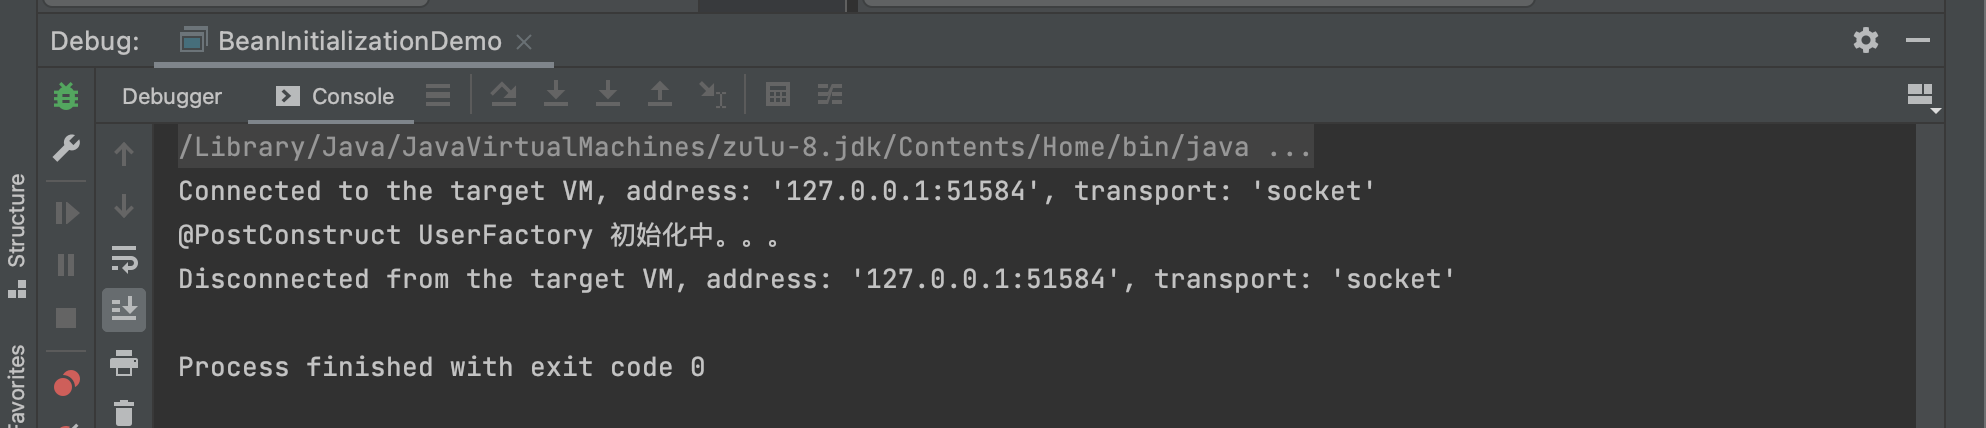 Debug:
BeanInitializationDemo
Debugger
Console
/Library/Java/JavaVirtualMachines/zulu-8.jdk/Contents/Home/bin/java ...
Connected to the target VM, address: '127.0.0.1:51584', transport: 'socket'
@PostConstruct UserFactory 初始化中。。。
Disconnected from the target VM, address: '127.0.0.1:51584', transport: 'socket'
Process finished with exit code 0
Structure
Favorites